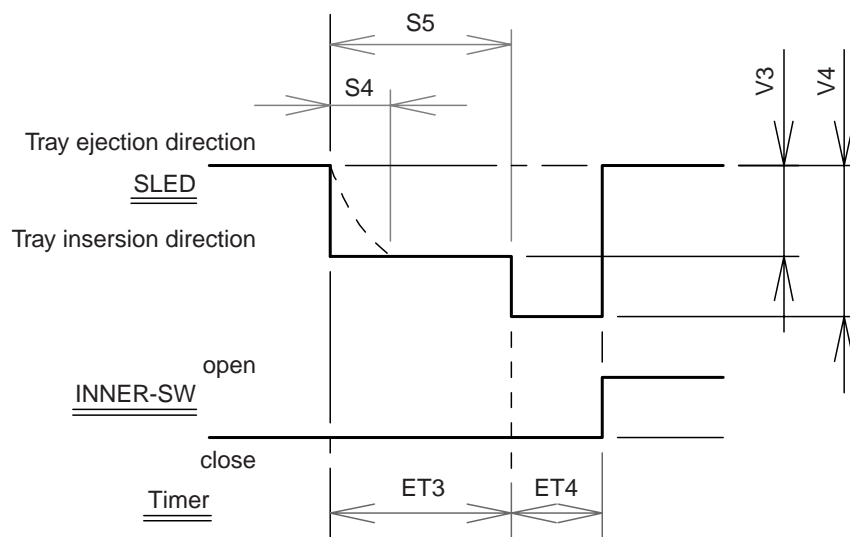 S5
S4
V3
V4
Tray ejection direction
SLED
Tray insersion direction
open
INNER-SW
close
ET3
ET4
Timer